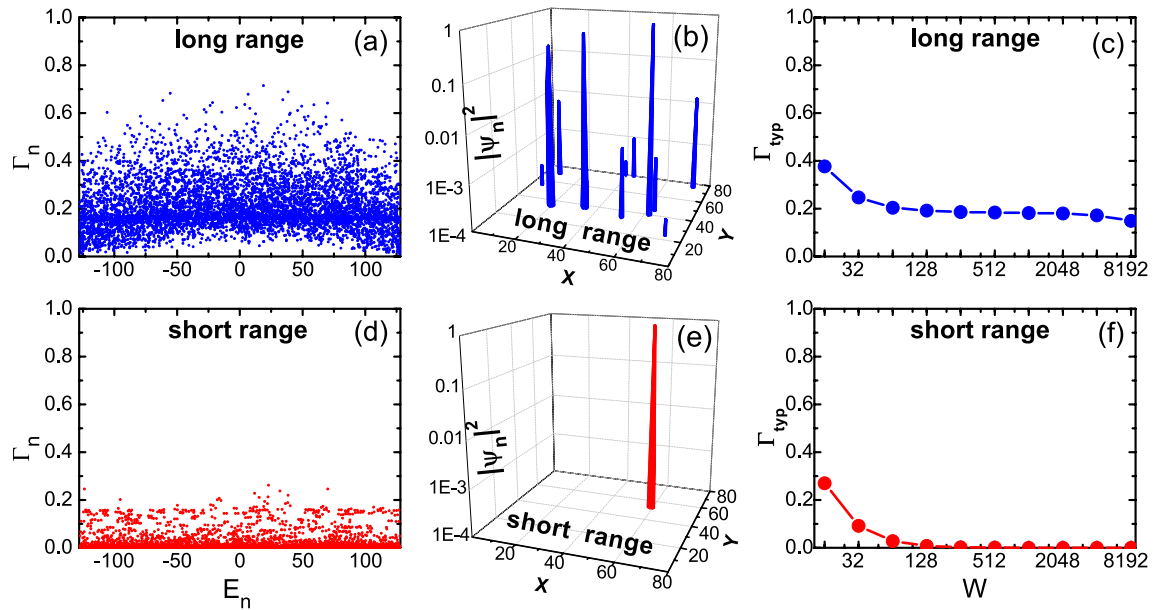 long range (a)
1.0
0.8
0.6
0.4
0.2
0.0
Γn
-100 -50 0 50 100
(b)
1
0.1
0.01
1E-3
1E-4
|ψn|²
long range
20 40 60 80
X
20 40 60 80
Y
long range (c)
1.0
0.8
0.6
0.4
0.2
0.0
Γtyp
32 128 512 2048 8192
short range (d)
1.0
0.8
0.6
0.4
0.2
0.0
Γn
-100 -50 0 50 100
En
(e)
1
0.1
0.01
1E-3
1E-4
|ψn|²
short range
20 40 60 80
X
20 40 60 80
Y
short range (f)
1.0
0.8
0.6
0.4
0.2
0.0
Γtyp
32 128 512 2048 8192
W